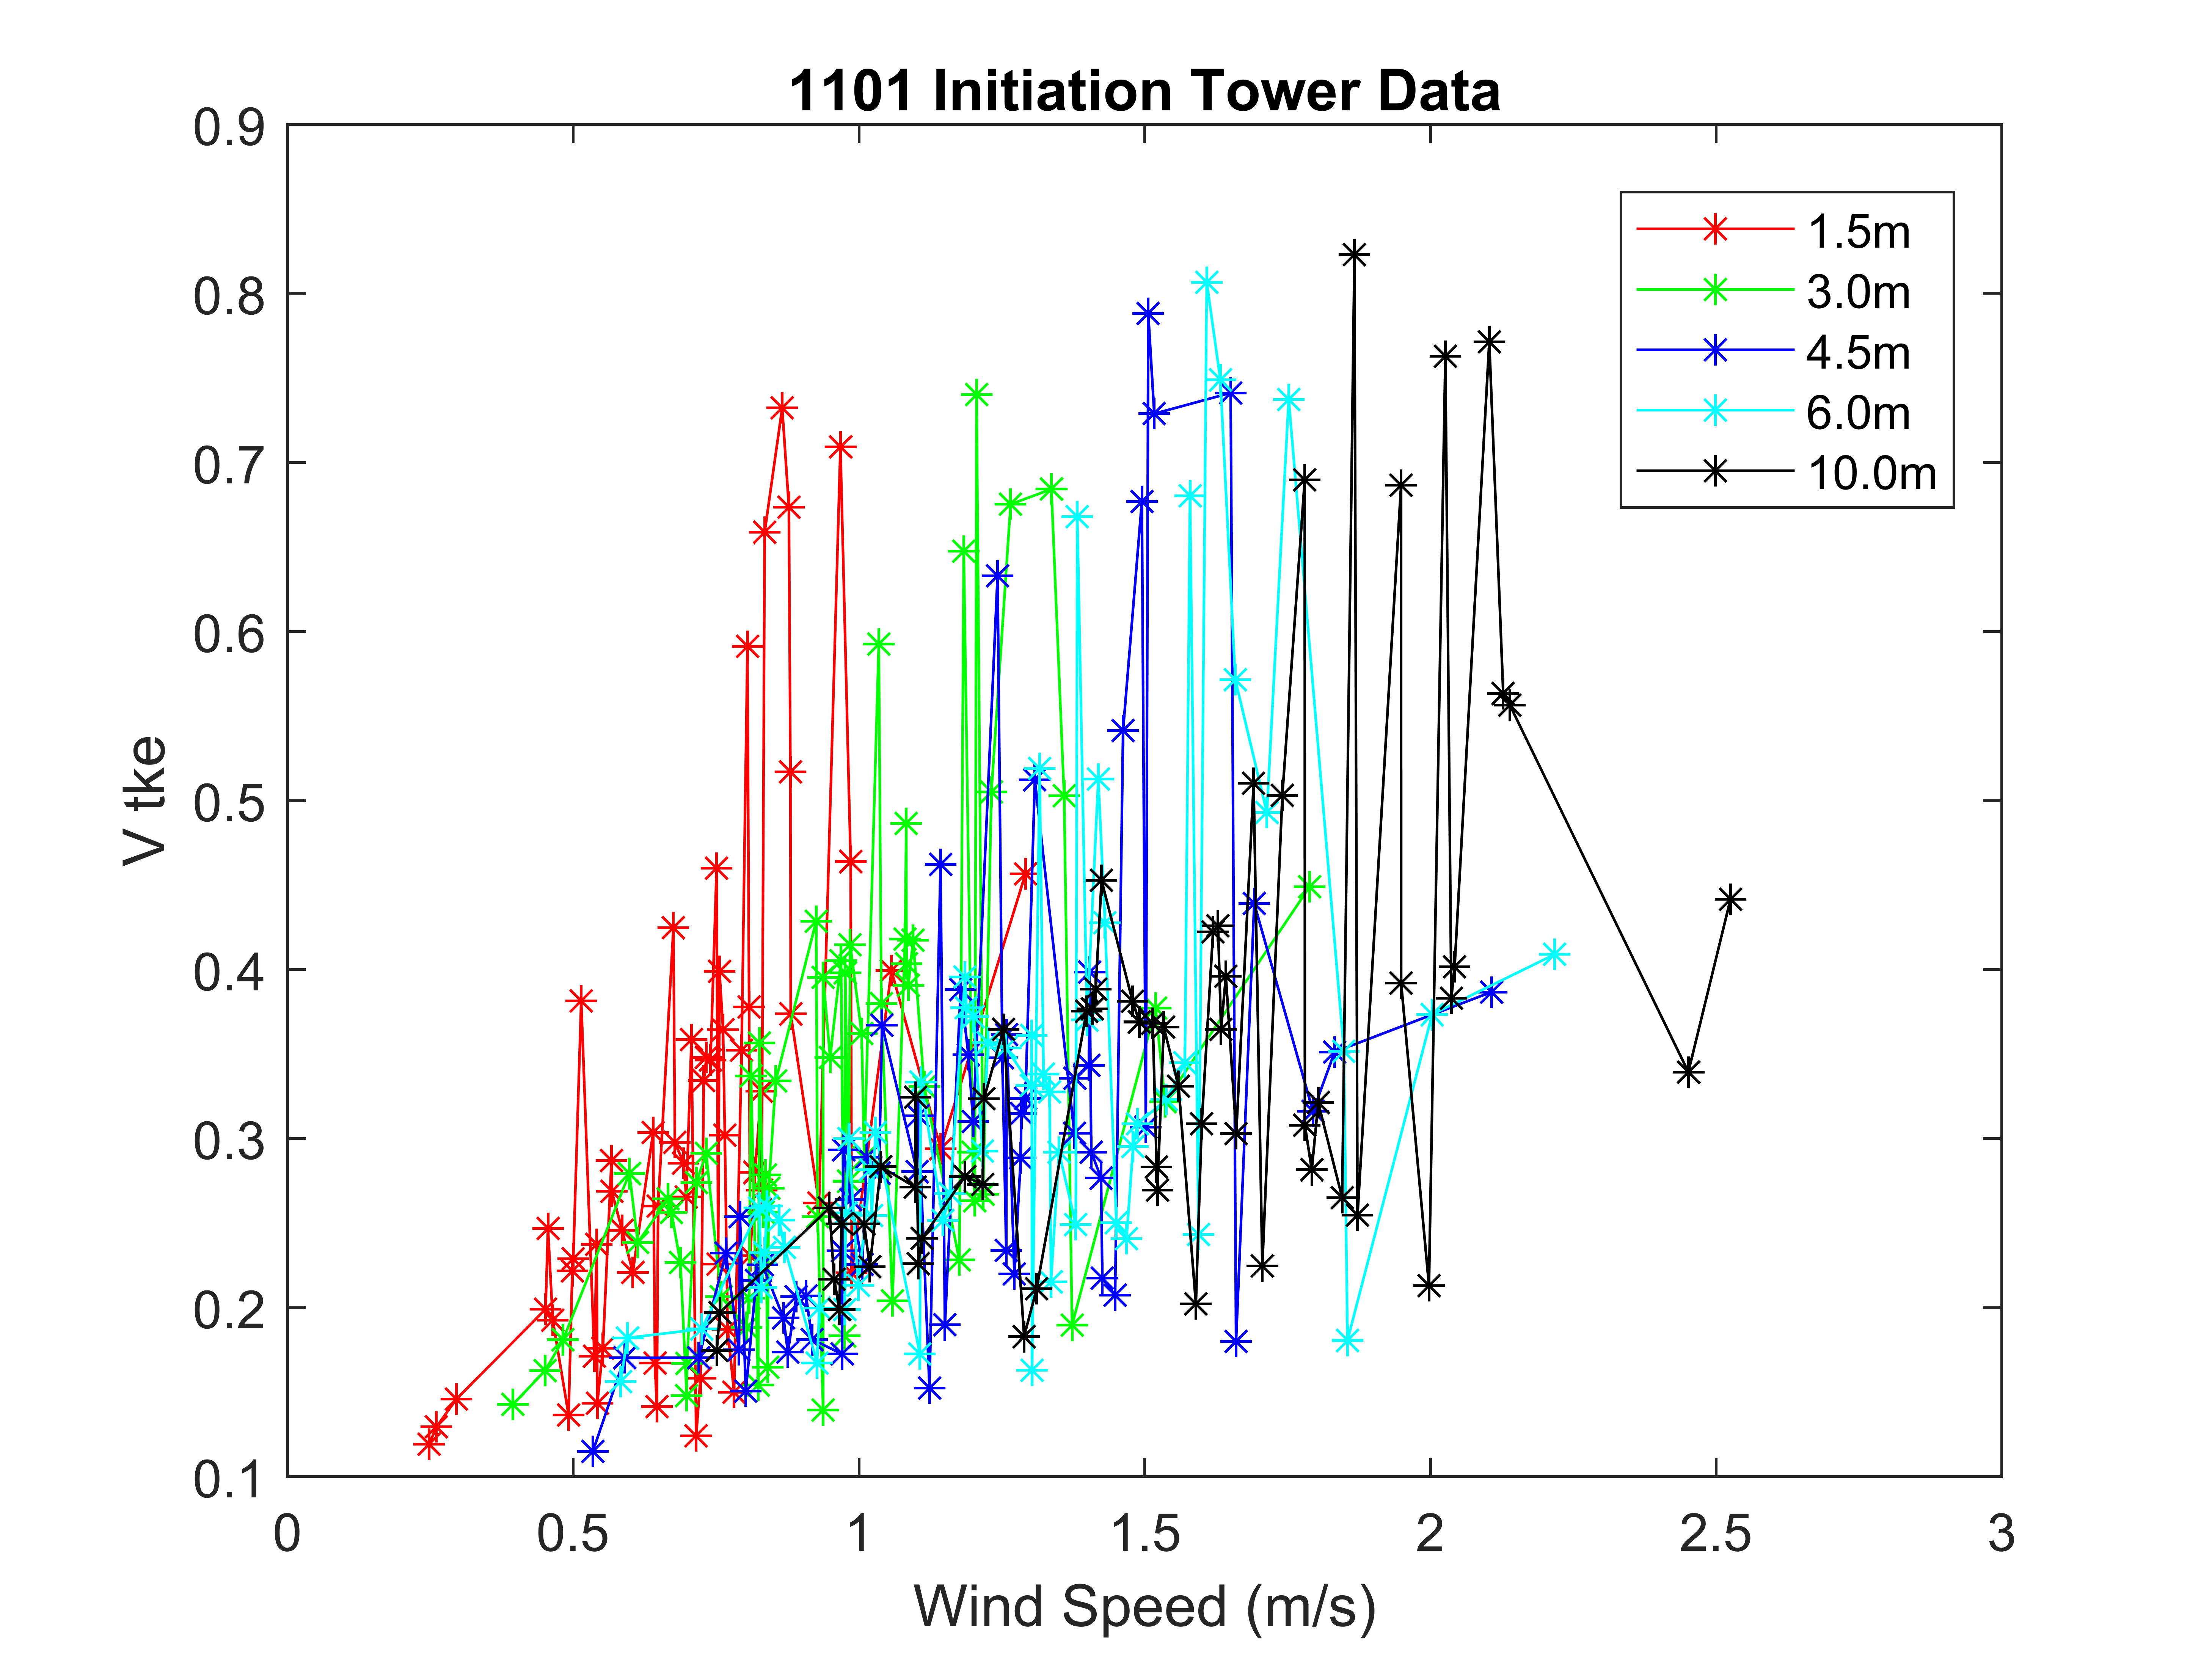 1101 Initiation Tower Data
0.9
0.8
0.7
0.6
0.5
0.4
0.3
0.2
0.1
V tke
1.5m
3.0m
4.5m
6.0m
10.0m
0 0.5 1 1.5 2 2.5 3
Wind Speed (m/s)